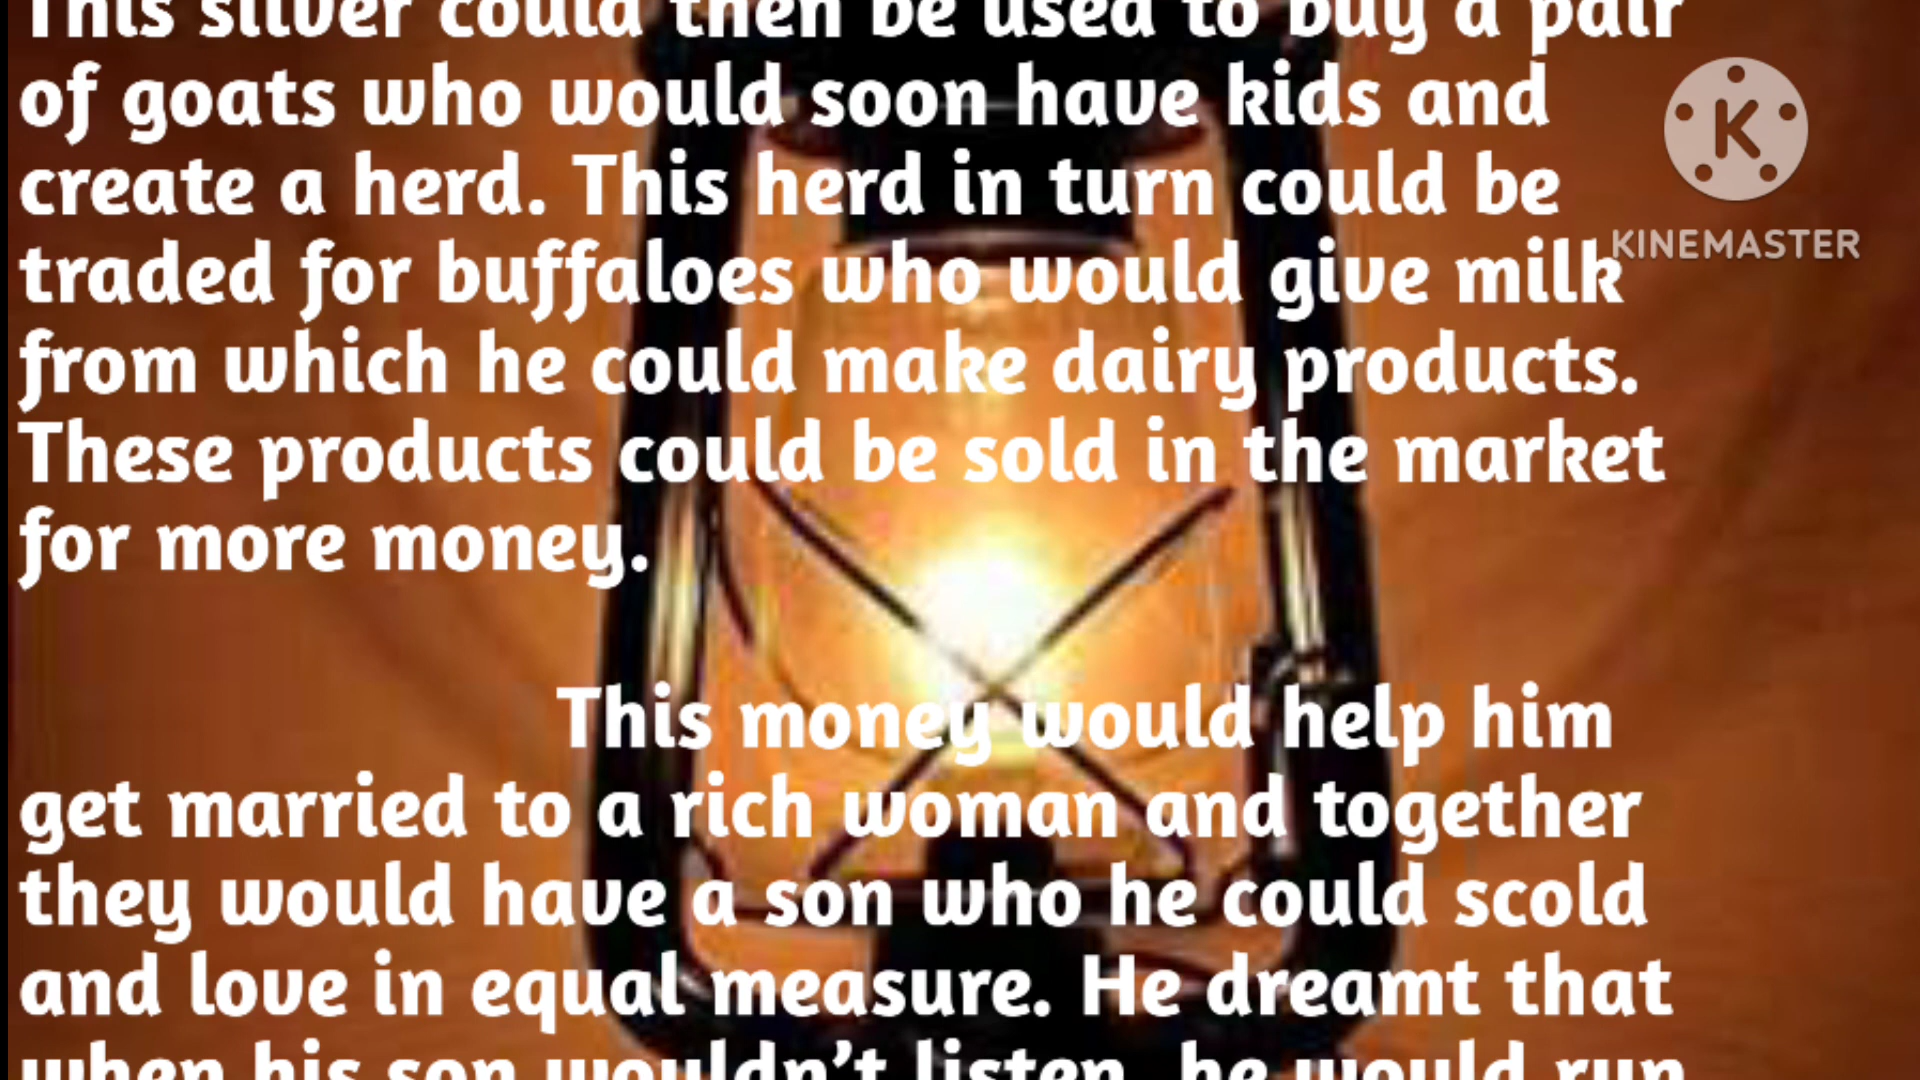 This silver could then be used to buy a pair
of goats who would soon have kids and
create a herd. This herd in turn could be
traded for buffaloes who would give milk
from which he could make dairy products.
These products could be sold in the market
for more money.
This money would help him
get married to a rich woman and together
they would have a son who he could scold
and love in equal measure. He dreamt that
when his son wouldn't listen, he would run
K
KINEMASTER